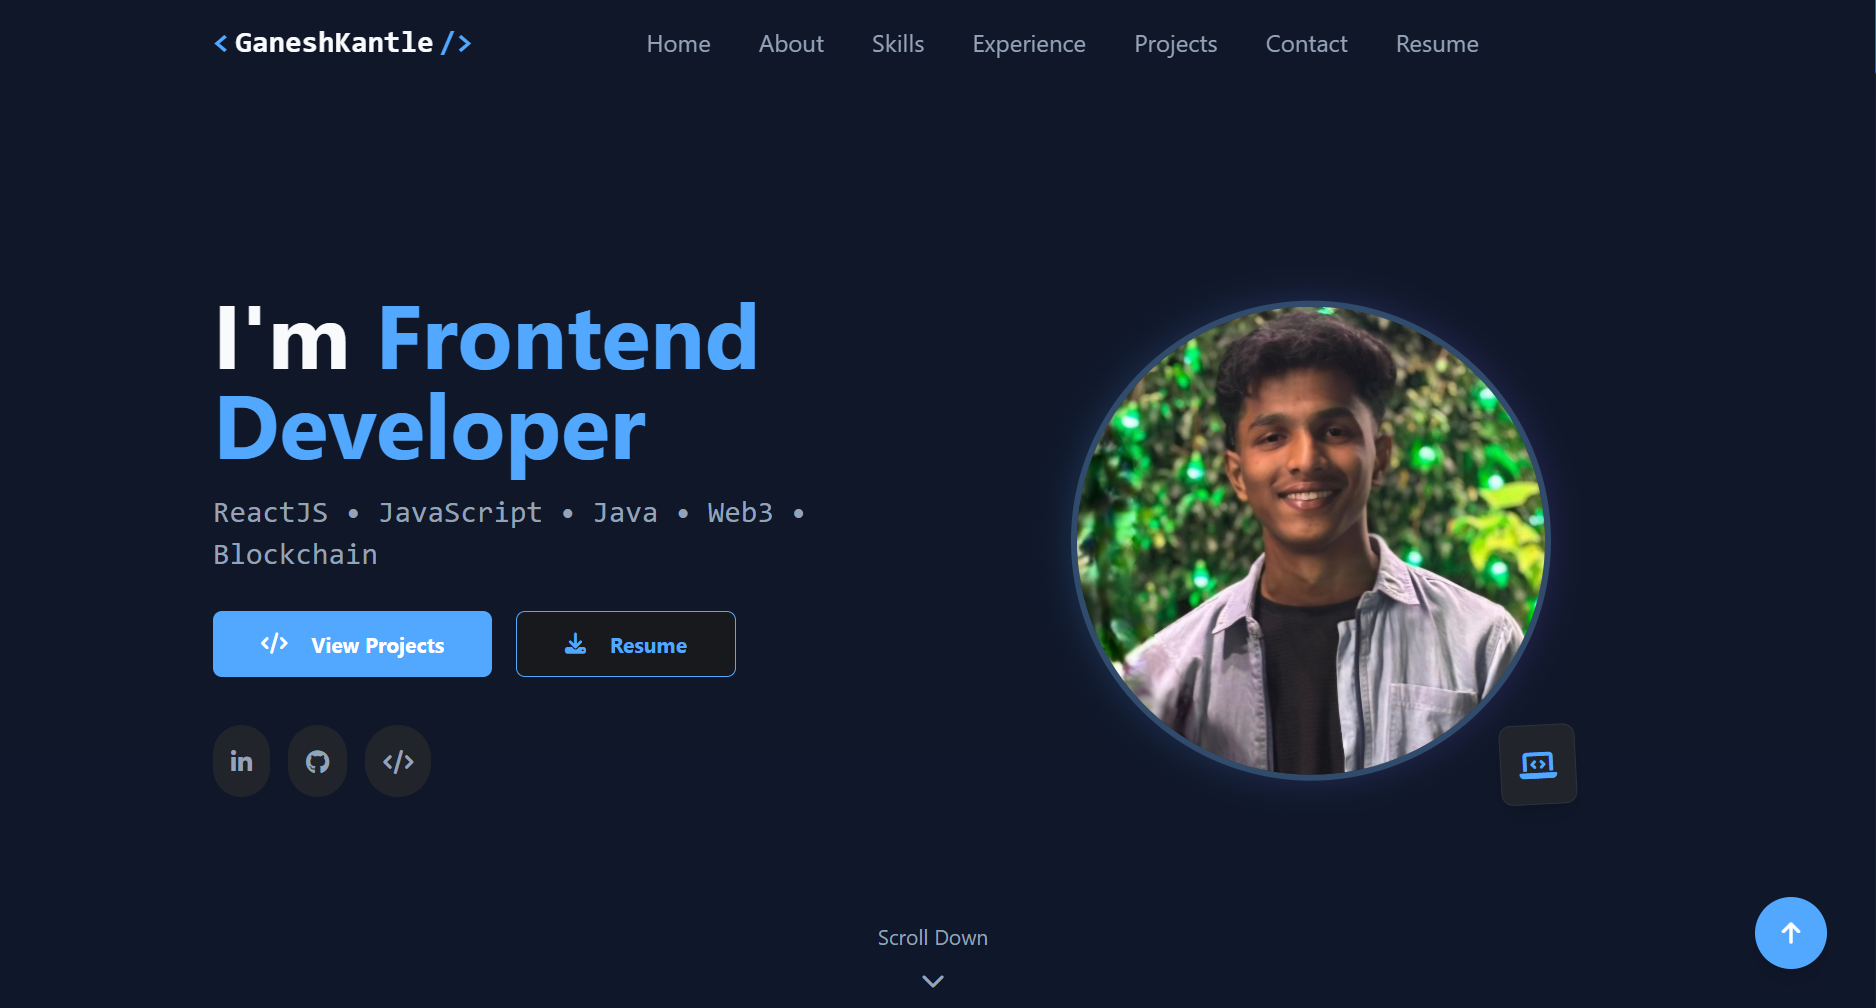 <GaneshKantle/>
Home About Skills Experience Projects Contact Resume
I'm Frontend
Developer
ReactJS • JavaScript • Java • Web3 •
Blockchain
</> View Projects
Resume
in
</>
Scroll Down